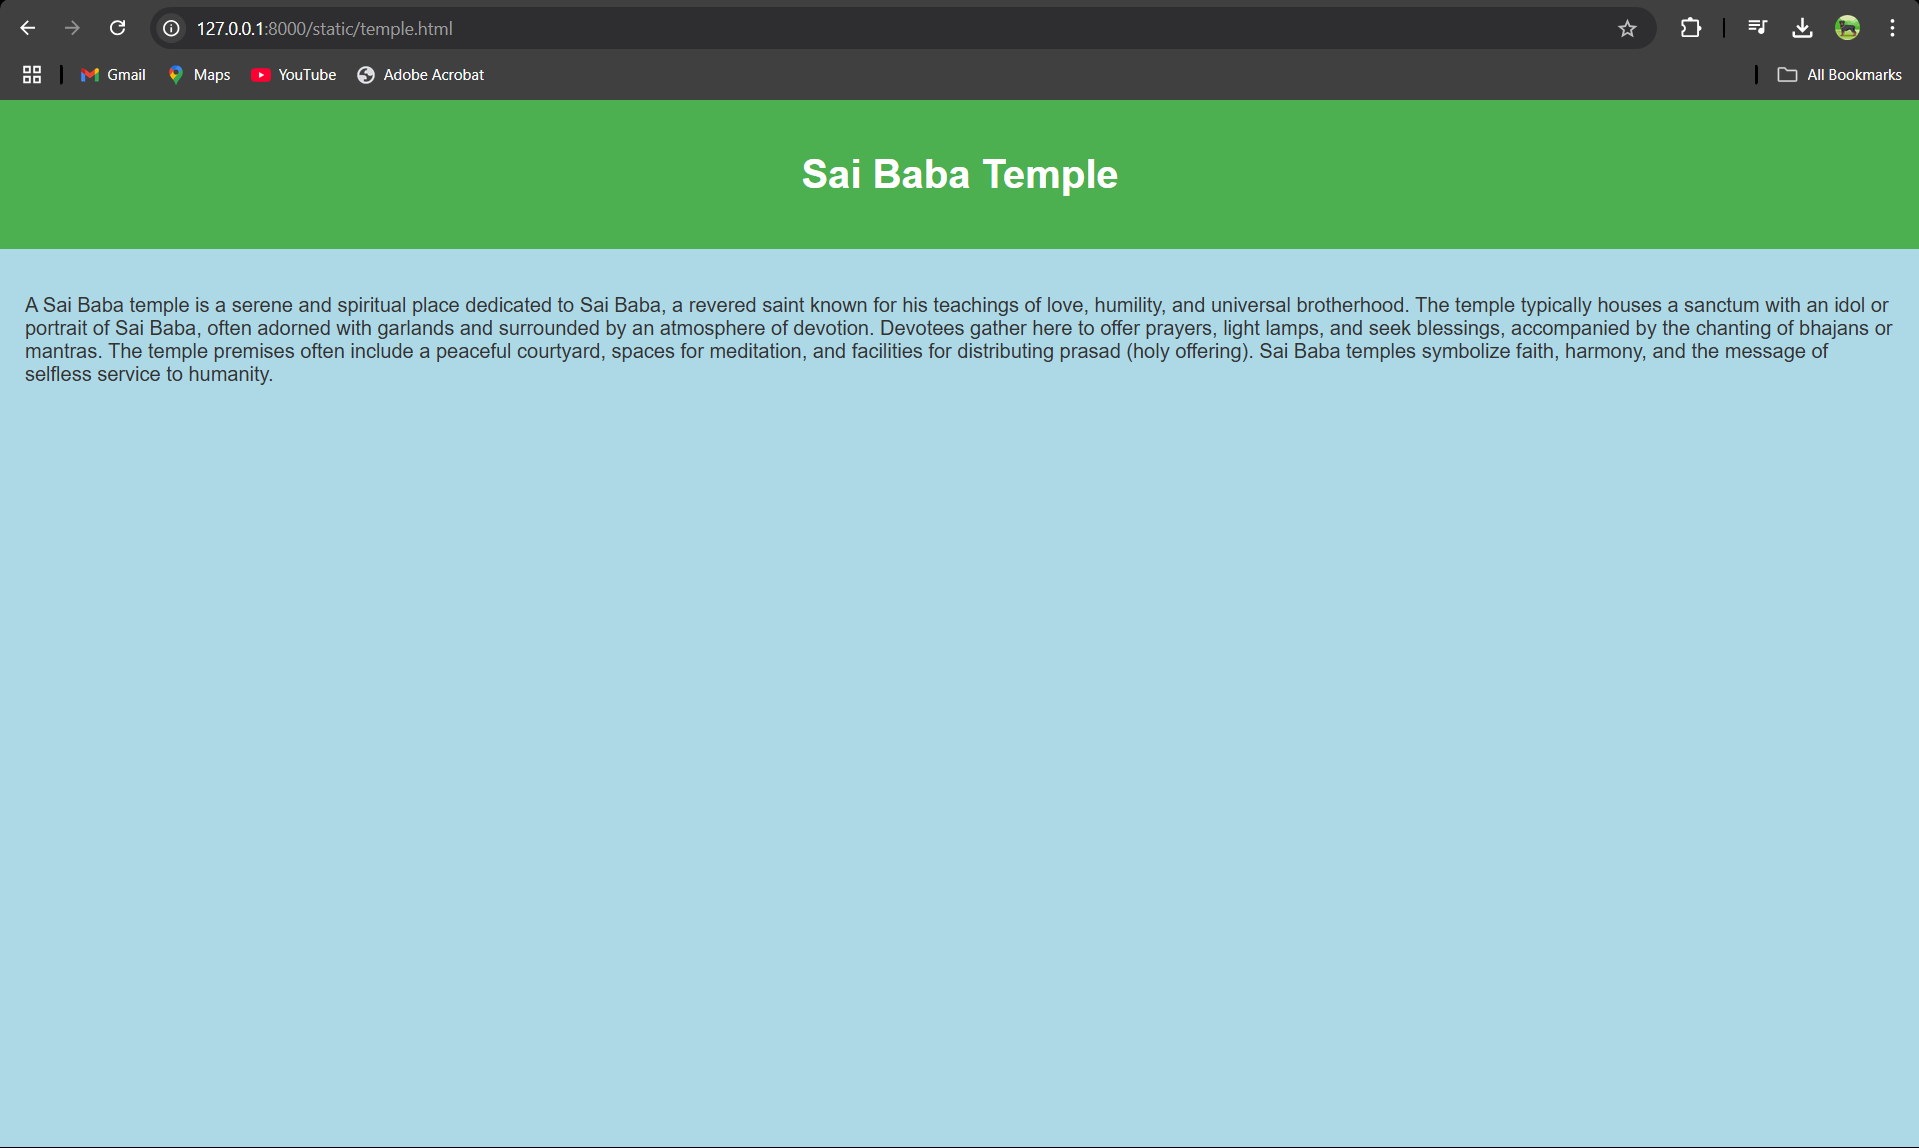 127.0.0.1:8000/static/temple.html
Gmail Maps YouTube Adobe Acrobat All Bookmarks
Sai Baba Temple
A Sai Baba temple is a serene and spiritual place dedicated to Sai Baba, a revered saint known for his teachings of love, humility, and universal brotherhood. The temple typically houses a sanctum with an idol or
portrait of Sai Baba, often adorned with garlands and surrounded by an atmosphere of devotion. Devotees gather here to offer prayers, light lamps, and seek blessings, accompanied by the chanting of bhajans or
mantras. The temple premises often include a peaceful courtyard, spaces for meditation, and facilities for distributing prasad (holy offering). Sai Baba temples symbolize faith, harmony, and the message of
selfless service to humanity.